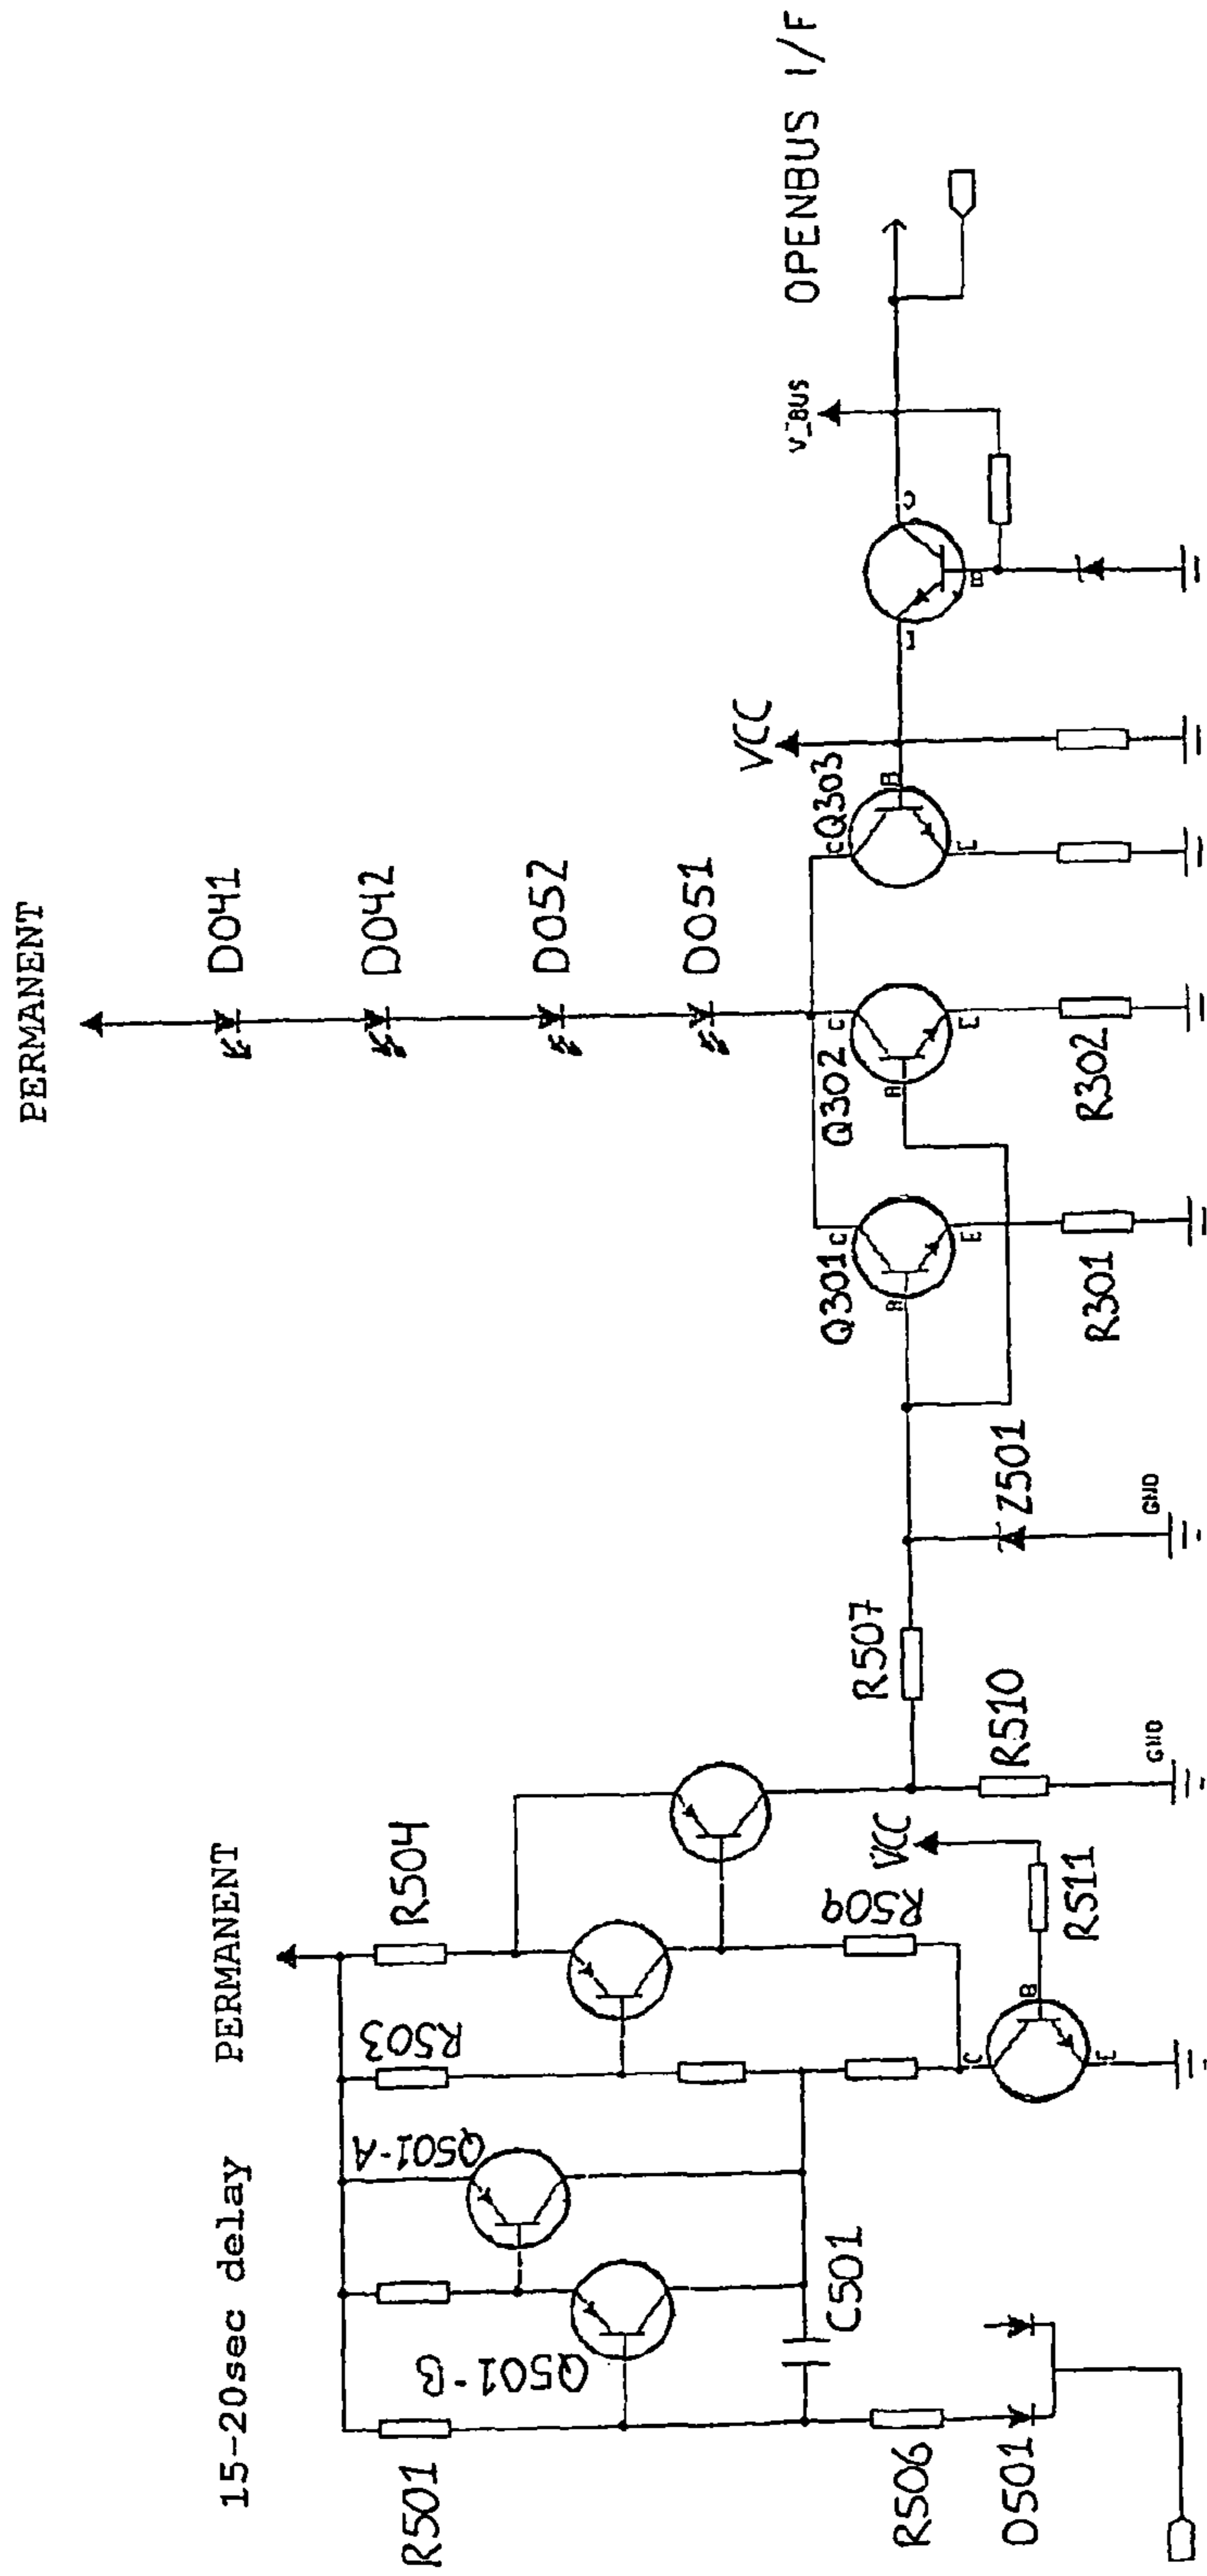 15-20sec delay
PERMANENT
R501
R503
R504
Q501-A
Q501-B
C501
R506
D501
R509
VCC
R511
B
C
E
R510
GND
R507
Z501
GND
PERMANENT
D041
D042
D052
D051
Q301
C
B
E
R301
Q302
C
B
E
R302
Q303
C
B
E
VCC
B
V_BUS
OPENBUS I/F